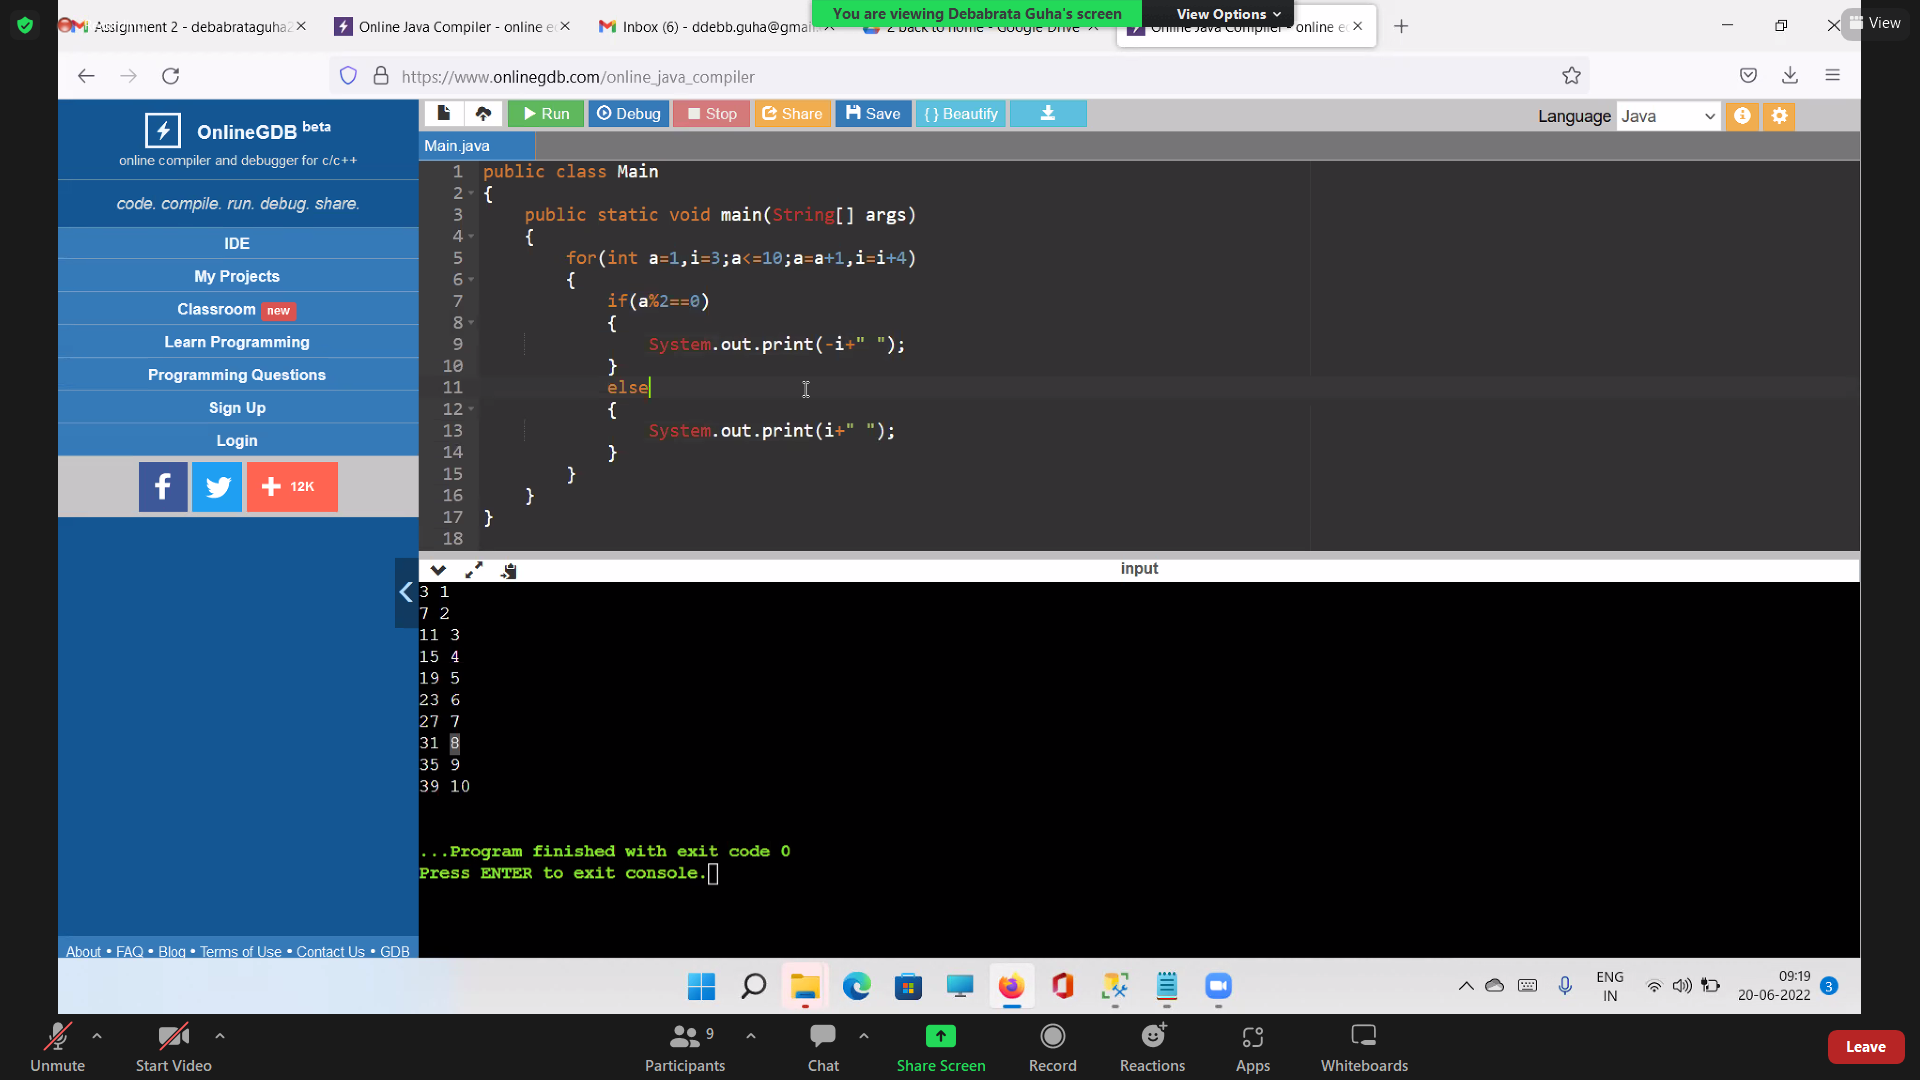 You are viewing Debabrata Guha's screen
View Options
View
Assignment 2 - debabrataguha2
Online Java Compiler - online e
Inbox (6) - ddebb.guha@gmai
2 back to home - Google Drive
Online Java Compiler - online e
https://www.onlinegdb.com/online_java_compiler
OnlineGDB beta
online compiler and debugger for c/c++
code. compile. run. debug. share.
IDE
My Projects
Classroom new
Learn Programming
Programming Questions
Sign Up
Login
12K
About • FAQ • Blog • Terms of Use • Contact Us • GDB
Run
Debug
Stop
Share
Save
{ } Beautify
Language Java
Main.java
1 public class Main
2 {
3 public static void main(String[] args)
4 {
5 for(int a=1,i=3;a<=10;a=a+1,i=i+4)
6 {
7 if(a%2==0)
8 {
9 System.out.print(-i+" ");
10 }
11 else
12 {
13 System.out.print(i+" ");
14 }
15 }
16 }
17 }
18
input
3 1
7 2
11 3
15 4
19 5
23 6
27 7
31 8
35 9
39 10
...Program finished with exit code 0
Press ENTER to exit console.
ENG
IN
09:19
20-06-2022
3
Unmute
Start Video
9
Participants
Chat
Share Screen
Record
Reactions
Apps
Whiteboards
Leave